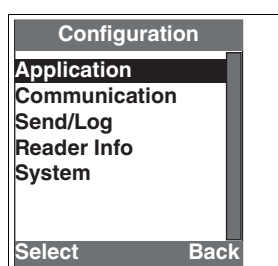 Configuration
Application
Communication
Send/Log
Reader Info
System
Select Back